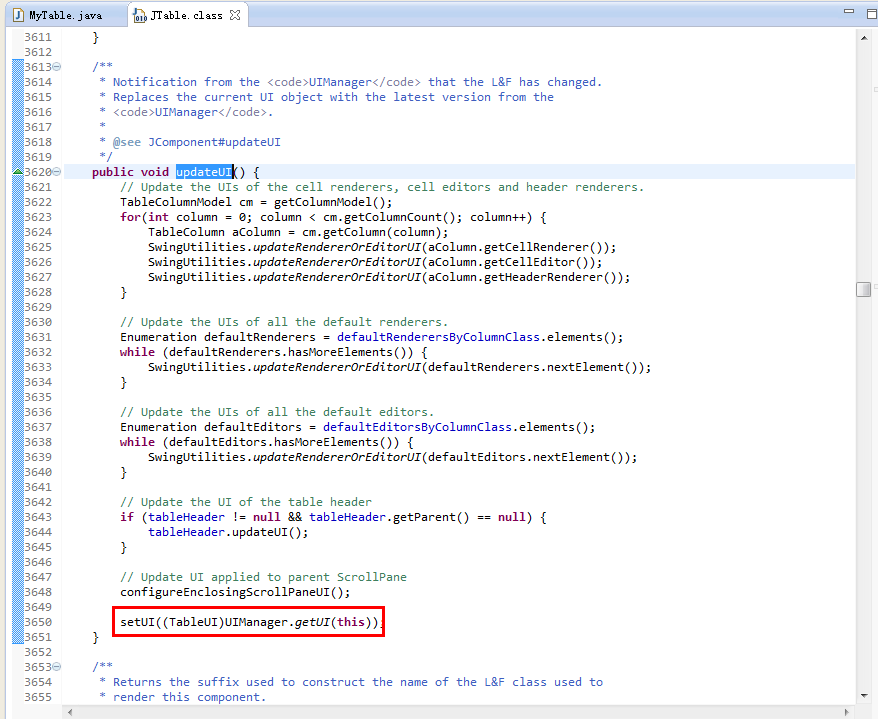 MyTable.java JTable.class
3611 }
3612
3613 /**
3614 * Notification from the <code>UIManager</code> that the L&F has changed.
3615 * Replaces the current UI object with the latest version from the
3616 * <code>UIManager</code>.
3617 *
3618 * @see JComponent#updateUI
3619 */
3620 public void updateUI() {
3621 // Update the UIs of the cell renderers, cell editors and header renderers.
3622 TableColumnModel cm = getColumnModel();
3623 for(int column = 0; column < cm.getColumnCount(); column++) {
3624 TableColumn aColumn = cm.getColumn(column);
3625 SwingUtilities.updateRendererOrEditorUI(aColumn.getCellRenderer());
3626 SwingUtilities.updateRendererOrEditorUI(aColumn.getCellEditor());
3627 SwingUtilities.updateRendererOrEditorUI(aColumn.getHeaderRenderer());
3628 }
3629
3630 // Update the UIs of all the default renderers.
3631 Enumeration defaultRenderers = defaultRenderersByColumnClass.elements();
3632 while (defaultRenderers.hasMoreElements()) {
3633 SwingUtilities.updateRendererOrEditorUI(defaultRenderers.nextElement());
3634 }
3635
3636 // Update the UIs of all the default editors.
3637 Enumeration defaultEditors = defaultEditorsByColumnClass.elements();
3638 while (defaultEditors.hasMoreElements()) {
3639 SwingUtilities.updateRendererOrEditorUI(defaultEditors.nextElement());
3640 }
3641
3642 // Update the UI of the table header
3643 if (tableHeader != null && tableHeader.getParent() == null) {
3644 tableHeader.updateUI();
3645 }
3646
3647 // Update UI applied to parent ScrollPane
3648 configureEnclosingScrollPaneUI();
3649
3650 setUI((TableUI)UIManager.getUI(this));
3651 }
3652
3653 /**
3654 * Returns the suffix used to construct the name of the L&F class used to
3655 * render this component.